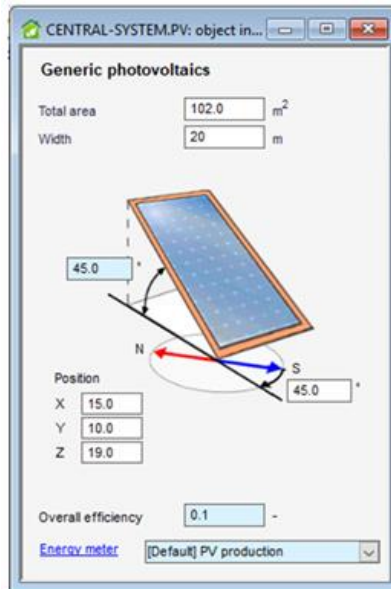 CENTRAL-SYSTEM.PV: object in...
Generic photovoltaics
Total area 102.0 m2
Width 20 m
45.0 °
N S
45.0 °
Position
X 15.0
Y 10.0
Z 19.0
Overall efficiency 0.1 -
Energy meter [Default] PV production